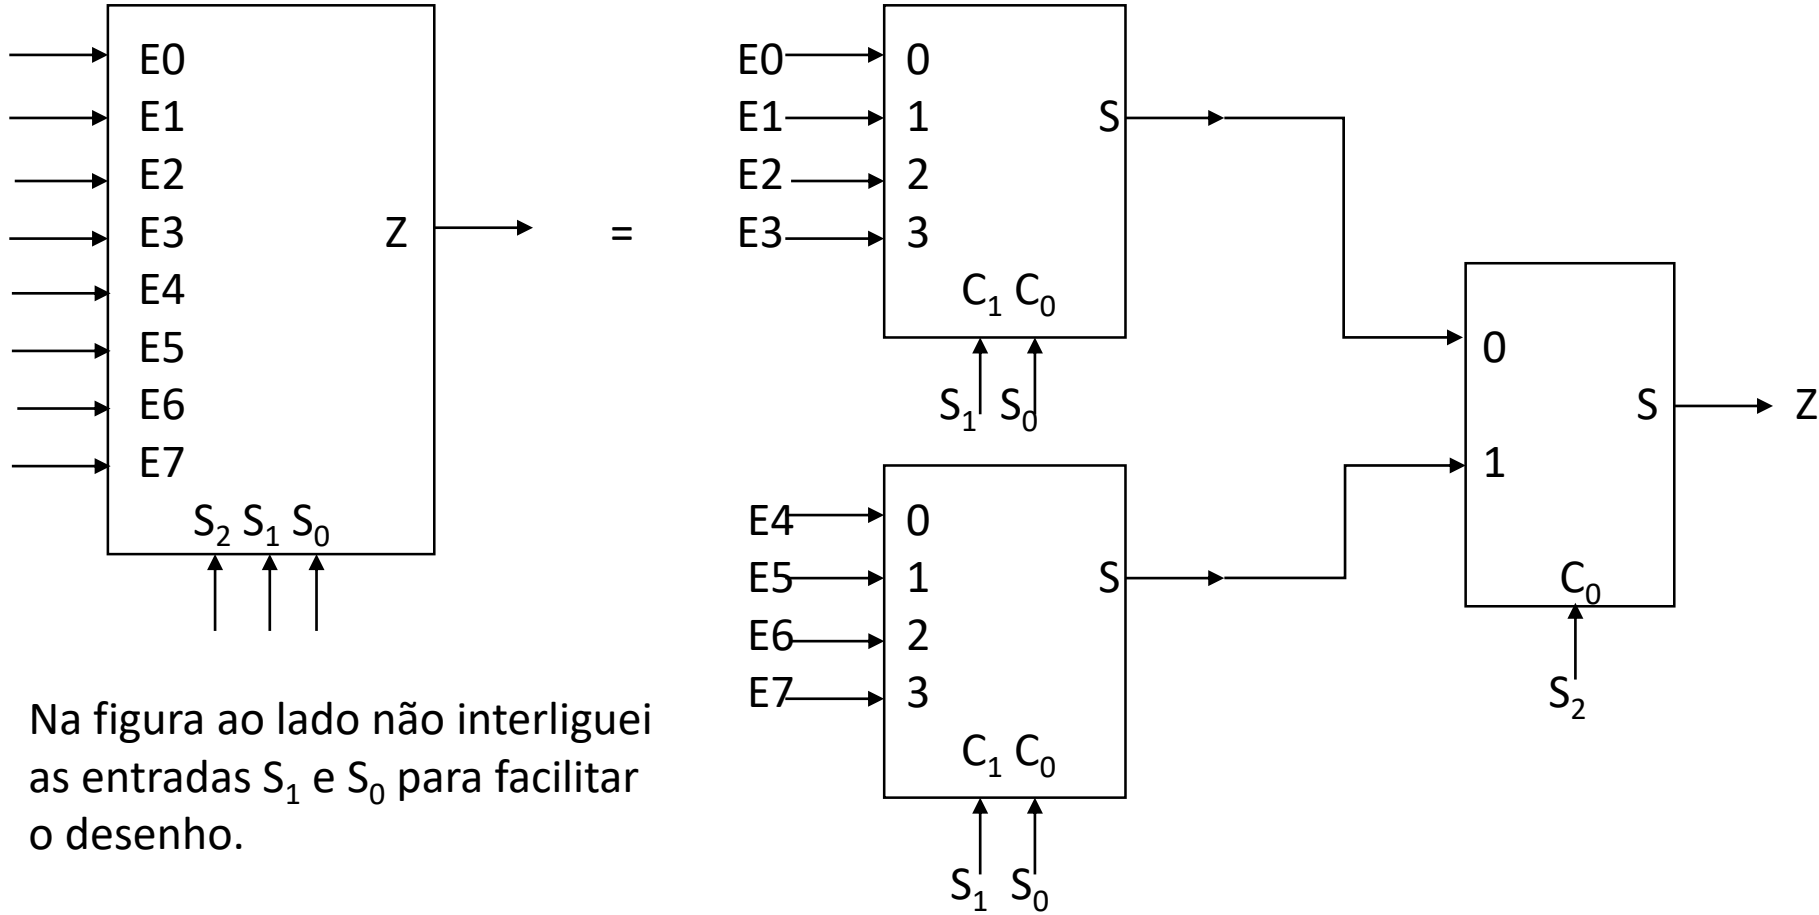 E0
E1
E2
E3
E4
E5
E6
E7
Z
S2 S1 S0
=
E0
E1
E2
E3
0
1
2
3
S
C1 C0
S1 S0
E4
E5
E6
E7
0
1
2
3
S
C1 C0
S1 S0
0
1
S
C0
S2
Z
Na figura ao lado não interliguei
as entradas S1 e S0 para facilitar
o desenho.